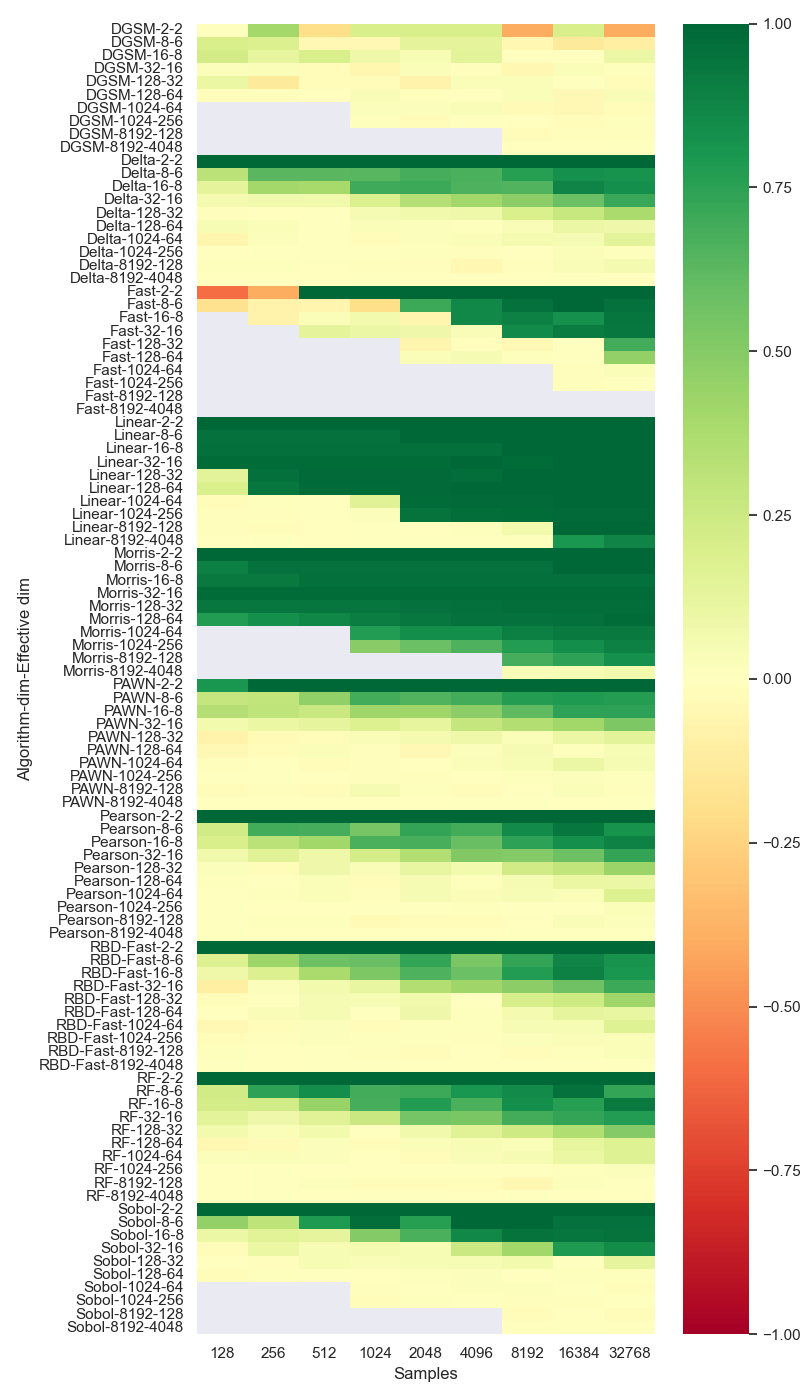 DGSM-2-2
DGSM-8-6
DGSM-16-8
DGSM-32-16
DGSM-128-32
DGSM-128-64
DGSM-1024-64
DGSM-1024-256
DGSM-8192-128
DGSM-8192-4048
Delta-2-2
Delta-8-6
Delta-16-8
Delta-32-16
Delta-128-32
Delta-128-64
Delta-1024-64
Delta-1024-256
Delta-8192-128
Delta-8192-4048
Fast-2-2
Fast-8-6
Fast-16-8
Fast-32-16
Fast-128-32
Fast-128-64
Fast-1024-64
Fast-1024-256
Fast-8192-128
Fast-8192-4048
Linear-2-2
Linear-8-6
Linear-16-8
Linear-32-16
Linear-128-32
Linear-128-64
Linear-1024-64
Linear-1024-256
Linear-8192-128
Linear-8192-4048
Morris-2-2
Morris-8-6
Morris-16-8
Morris-32-16
Morris-128-32
Morris-128-64
Morris-1024-64
Morris-1024-256
Morris-8192-128
Morris-8192-4048
PAWN-2-2
PAWN-8-6
PAWN-16-8
PAWN-32-16
PAWN-128-32
PAWN-128-64
PAWN-1024-64
PAWN-1024-256
PAWN-8192-128
PAWN-8192-4048
Pearson-2-2
Pearson-8-6
Pearson-16-8
Pearson-32-16
Pearson-128-32
Pearson-128-64
Pearson-1024-64
Pearson-1024-256
Pearson-8192-128
Pearson-8192-4048
RBD-Fast-2-2
RBD-Fast-8-6
RBD-Fast-16-8
RBD-Fast-32-16
RBD-Fast-128-32
RBD-Fast-128-64
RBD-Fast-1024-64
RBD-Fast-1024-256
RBD-Fast-8192-128
RBD-Fast-8192-4048
RF-2-2
RF-8-6
RF-16-8
RF-32-16
RF-128-32
RF-128-64
RF-1024-64
RF-1024-256
RF-8192-128
RF-8192-4048
Sobol-2-2
Sobol-8-6
Sobol-16-8
Sobol-32-16
Sobol-128-32
Sobol-128-64
Sobol-1024-64
Sobol-1024-256
Sobol-8192-128
Sobol-8192-4048
Algorithm-dim-Effective dim
128 256 512 1024 2048 4096 8192 16384 32768
Samples
1.00
0.75
0.50
0.25
0.00
−0.25
−0.50
−0.75
−1.00